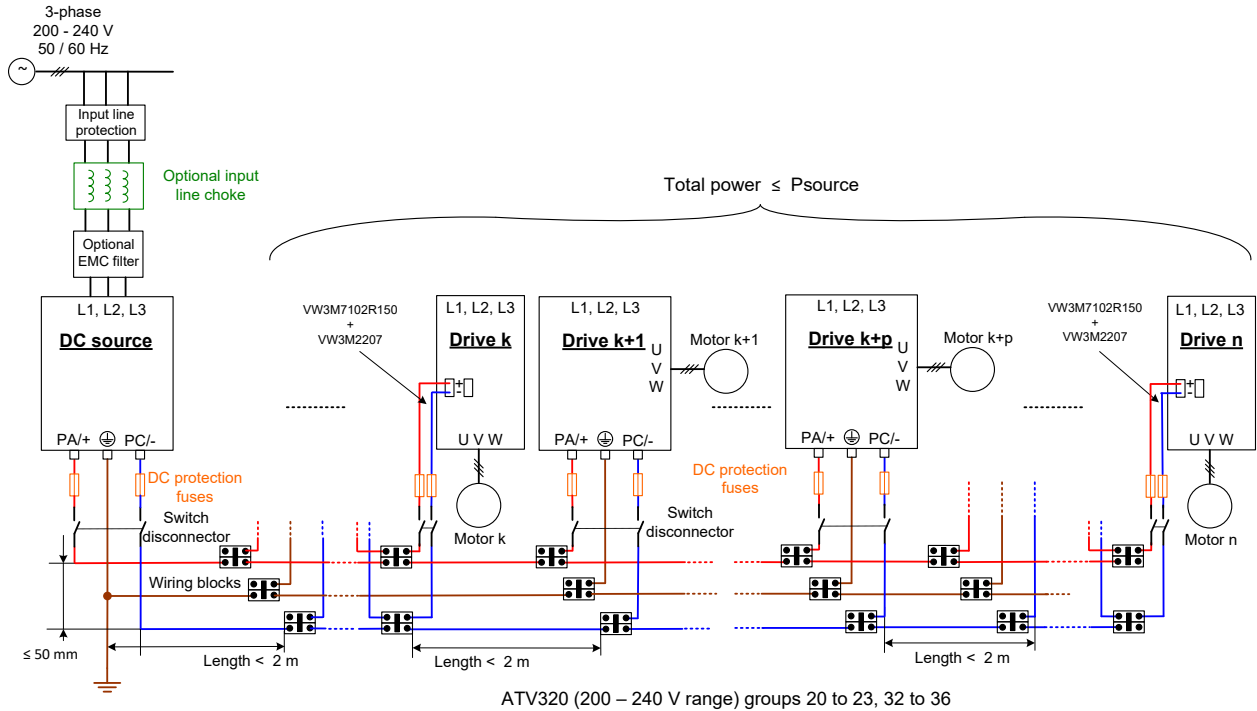 3-phase
200 - 240 V
50 / 60 Hz
~
Input line
protection
Optional input
line choke
Optional
EMC filter
Total power ≤ Psource
L1, L2, L3
DC source
PA/+
PC/-
VW3M7102R150
+
VW3M2207
L1, L2, L3
Drive k
+
-
U V W
Motor k
L1, L2, L3
Drive k+1
U
V
W
Motor k+1
PA/+
PC/-
L1, L2, L3
Drive k+p
U
V
W
Motor k+p
PA/+
PC/-
VW3M7102R150
+
VW3M2207
L1, L2, L3
Drive n
+
-
U V W
Motor n
DC protection
fuses
Switch
disconnector
Switch
disconnector
DC protection
fuses
Wiring blocks
≤ 50 mm
Length < 2 m
Length < 2 m
Length < 2 m
ATV320 (200 – 240 V range) groups 20 to 23, 32 to 36